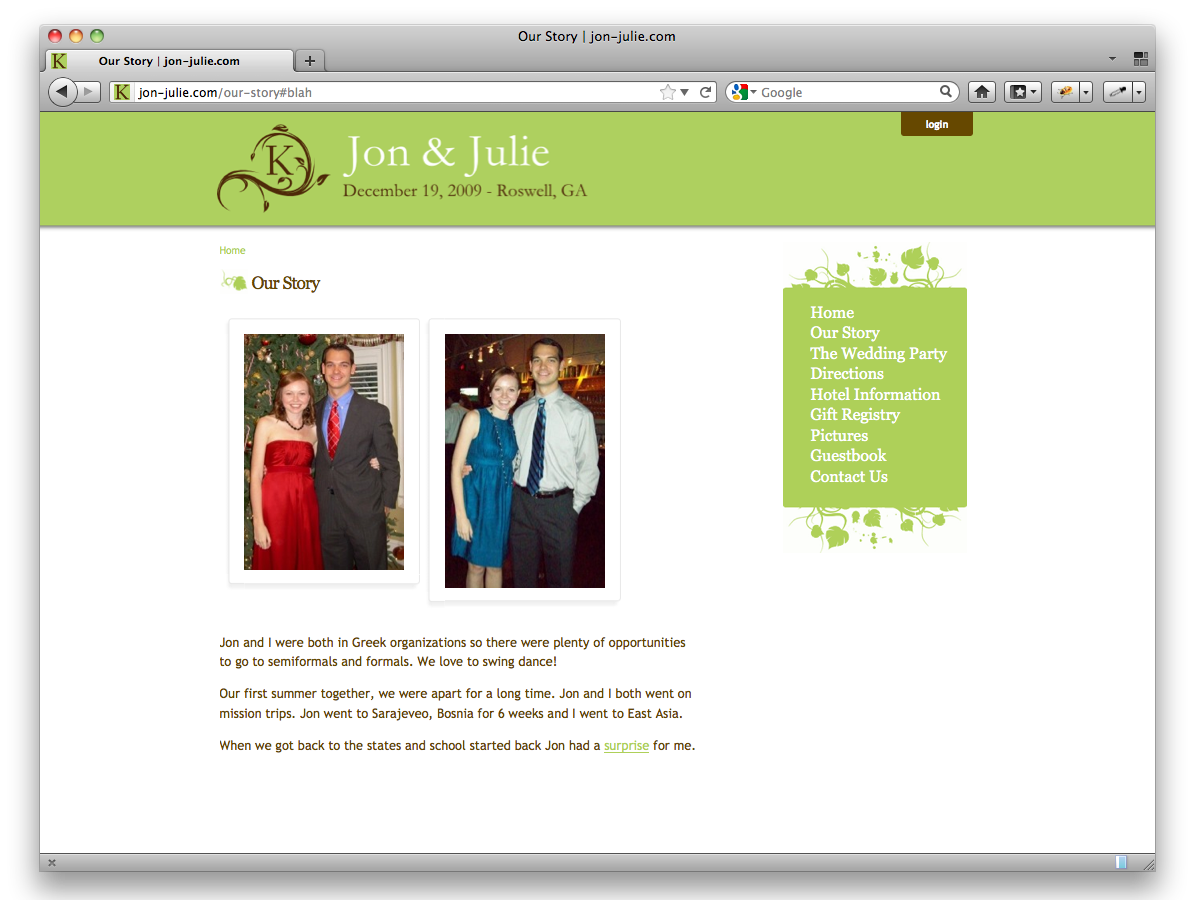 Our Story | jon-julie.com
Our Story | jon-julie.com
jon-julie.com/our-story#blah
Google
login
K
Jon & Julie
December 19, 2009 - Roswell, GA
Home
Our Story
Home
Our Story
The Wedding Party
Directions
Hotel Information
Gift Registry
Pictures
Guestbook
Contact Us
Jon and I were both in Greek organizations so there were plenty of opportunities
to go to semiformals and formals. We love to swing dance!
Our first summer together, we were apart for a long time. Jon and I both went on
mission trips. Jon went to Sarajeveo, Bosnia for 6 weeks and I went to East Asia.
When we got back to the states and school started back Jon had a surprise for me.